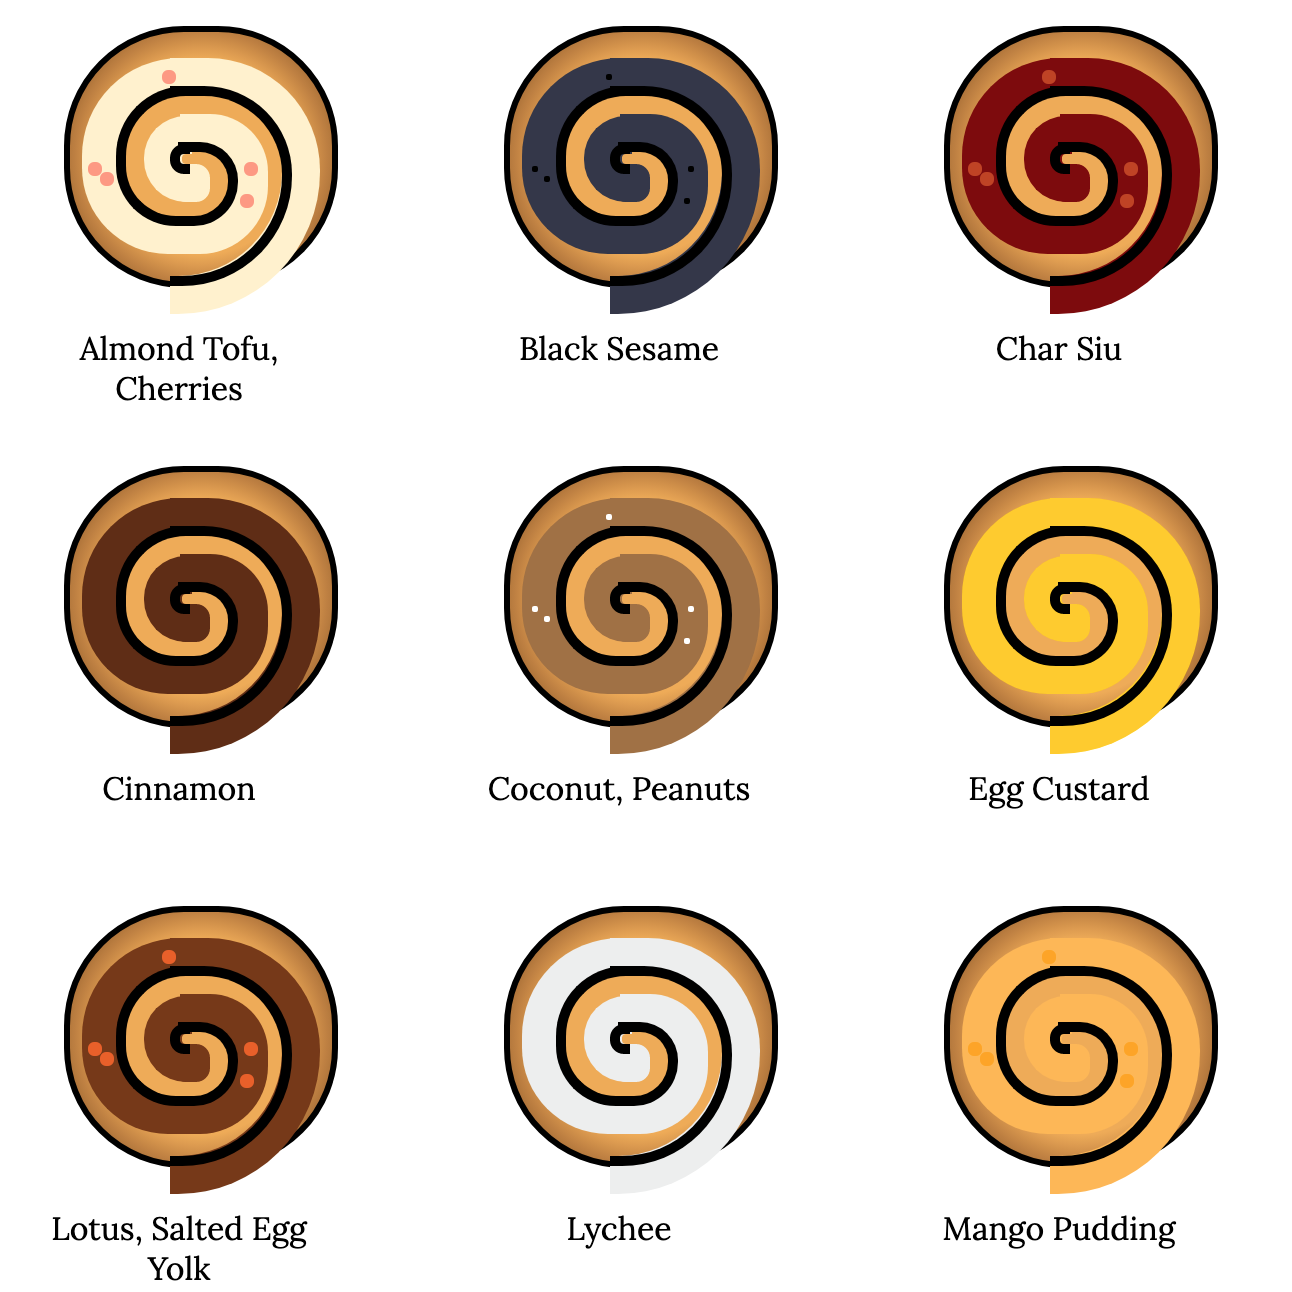 Almond Tofu,
Cherries
Black Sesame
Char Siu
Cinnamon
Coconut, Peanuts
Egg Custard
Lotus, Salted Egg
Yolk
Lychee
Mango Pudding